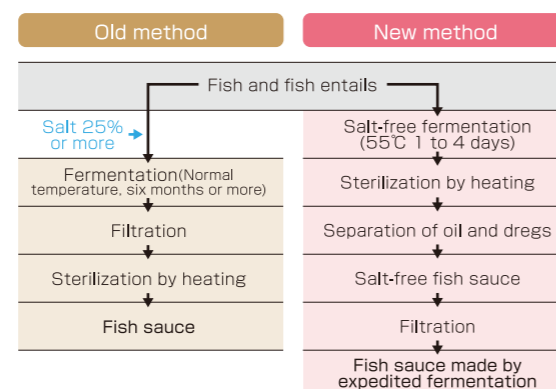 Old method
New method
Fish and fish entails
Salt 25%
or more
Salt-free fermentation
(55℃ 1 to 4 days)
Fermentation(Normal
temperature, six months or more)
Sterilization by heating
Filtration
Separation of oil and dregs
Sterilization by heating
Salt-free fish sauce
Fish sauce
Filtration
Fish sauce made by
expedited fermentation